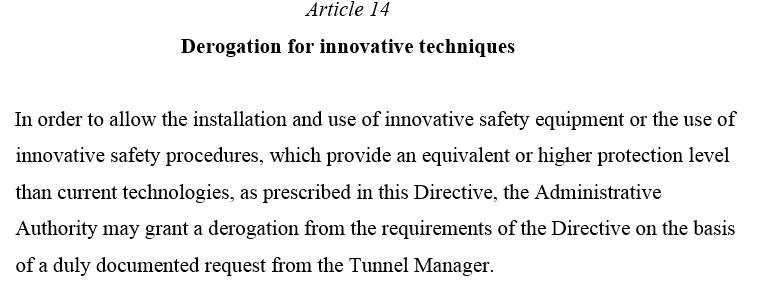 Article 14
Derogation for innovative techniques
In order to allow the installation and use of innovative safety equipment or the use of
innovative safety procedures, which provide an equivalent or higher protection level
than current technologies, as prescribed in this Directive, the Administrative
Authority may grant a derogation from the requirements of the Directive on the basis
of a duly documented request from the Tunnel Manager.